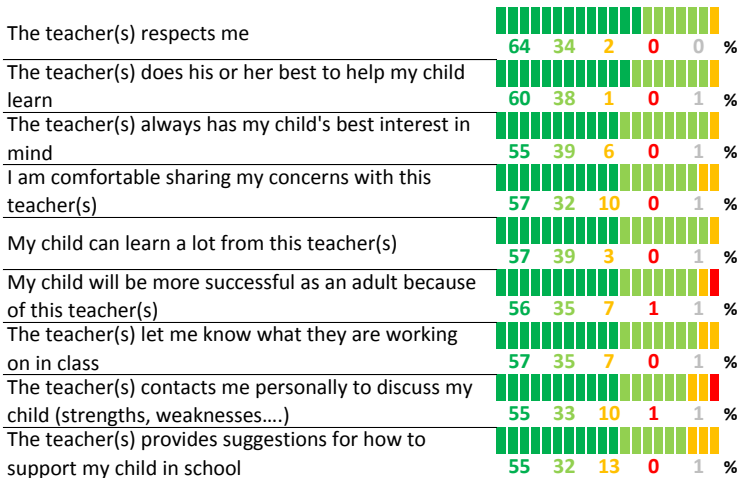 The teacher(s) respects me
64 34 2 0 0 %
The teacher(s) does his or her best to help my child
learn
60 38 1 0 1 %
The teacher(s) always has my child's best interest in
mind
55 39 6 0 1 %
I am comfortable sharing my concerns with this
teacher(s)
57 32 10 0 1 %
My child can learn a lot from this teacher(s)
57 39 3 0 1 %
My child will be more successful as an adult because
of this teacher(s)
56 35 7 1 1 %
The teacher(s) let me know what they are working
on in class
57 35 7 0 1 %
The teacher(s) contacts me personally to discuss my
child (strengths, weaknesses....)
55 33 10 1 1 %
The teacher(s) provides suggestions for how to
support my child in school
55 32 13 0 1 %